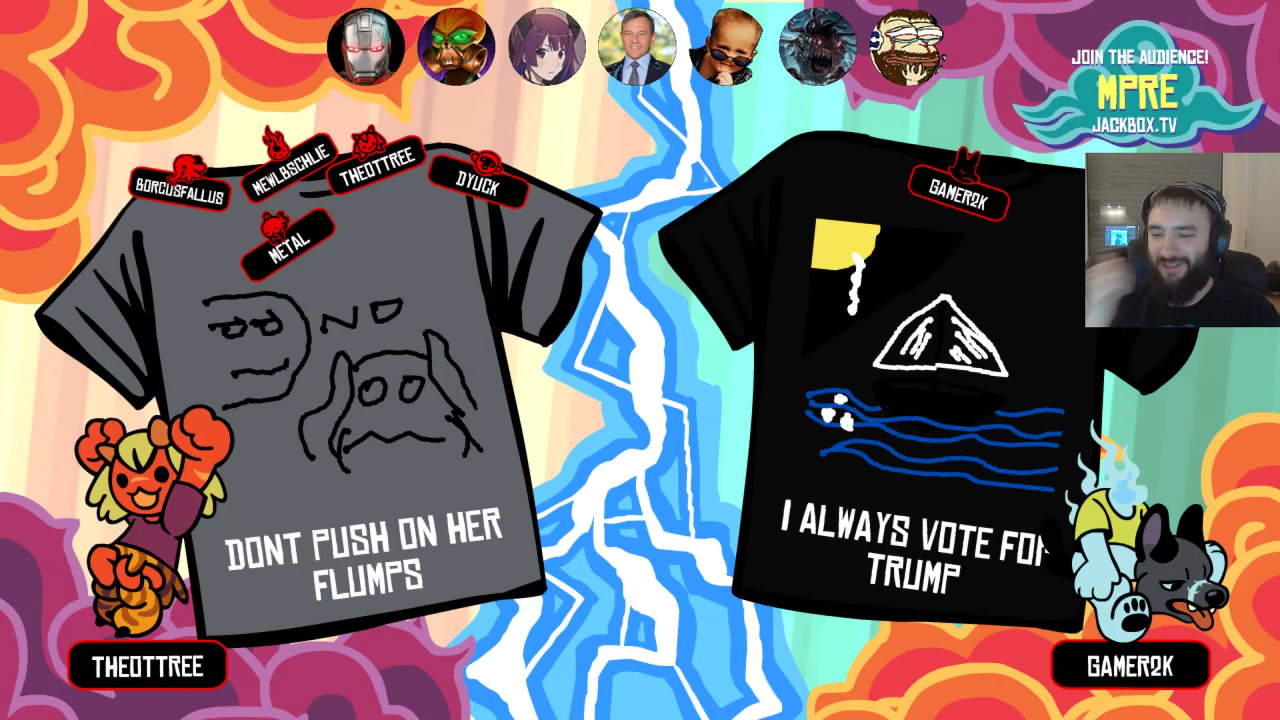 JOIN THE AUDIENCE!
MPRE
JACKBOX.TV
BORCUSFALLUS
MEWLBSCHLIE
THEOTTREE
DYUCK
METAL
GAMER2K
NO
DONT PUSH ON HER
FLUMPS
I ALWAYS VOTE FOR
TRUMP
THEOTTREE
GAMER2K